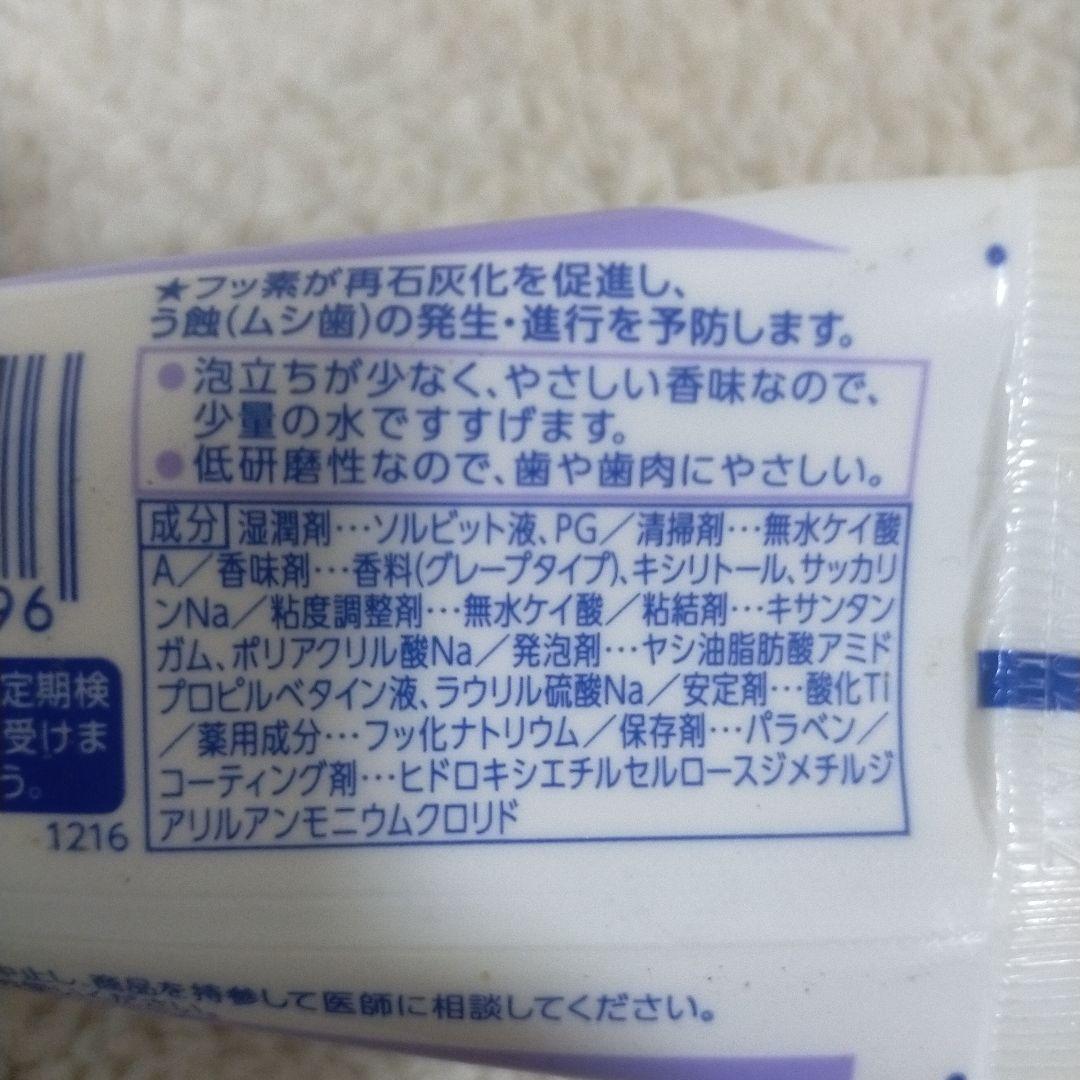 ★フッ素が再石灰化を促進し、
う蝕(ムシ歯)の発生・進行を予防します。
●泡立ちが少なく、やさしい香味なので、
少量の水ですすげます。
●低研磨性なので、歯や歯肉にやさしい。
成分 湿潤剤…ソルビット液、PG／清掃剤…無水ケイ酸
A／香味剤…香料(グレープタイプ)、キシリトール、サッカリ
ンNa／粘度調整剤…無水ケイ酸／粘結剤…キサンタン
ガム、ポリアクリル酸Na／発泡剤…ヤシ油脂肪酸アミド
プロピルベタイン液、ラウリル硫酸Na／安定剤…酸化Ti
／薬用成分…フッ化ナトリウム／保存剤…パラベン／
コーティング剤…ヒドロキシエチルセルロースジメチルジ
アリルアンモニウムクロリド
96
定期検
受けま
う。
1216
商品を持参して医師に相談してください。